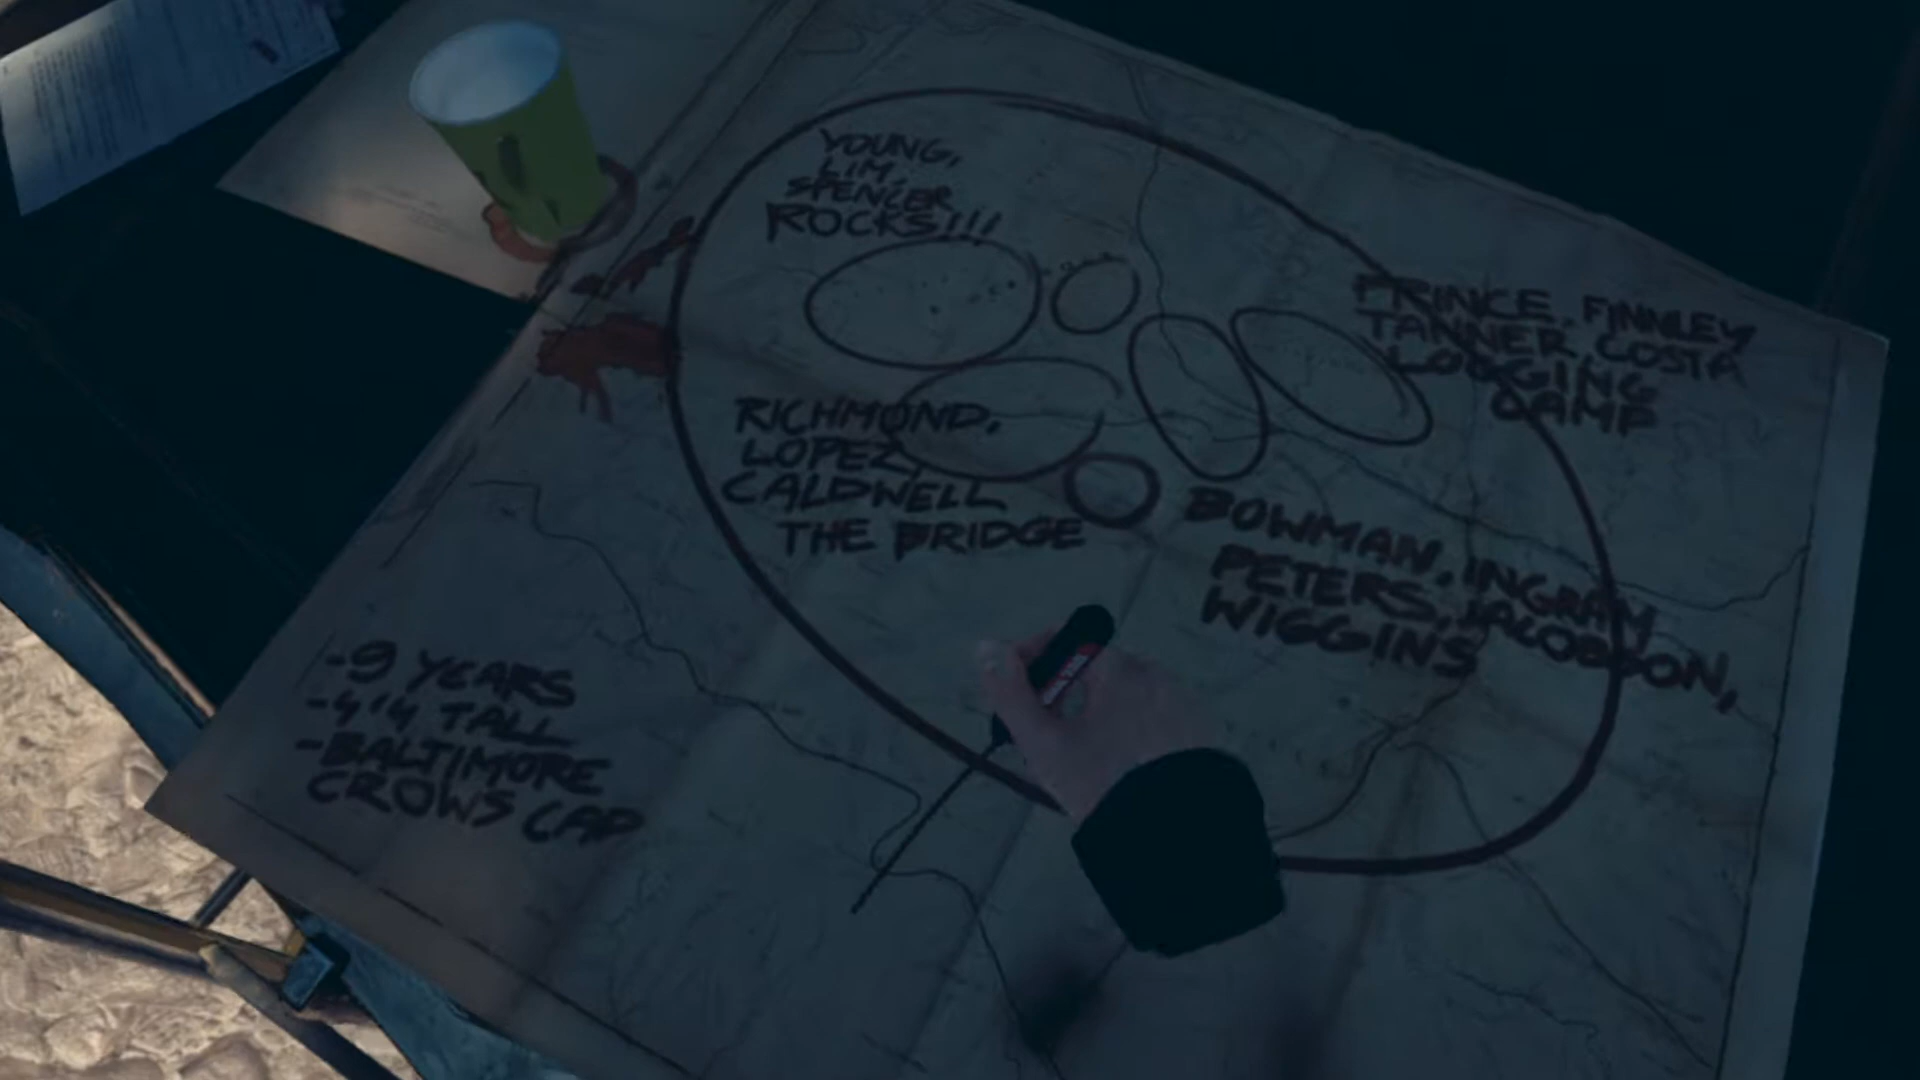 YOUNG,
LIM,
SPENCER
ROCKS!!!
PRINCE, FINNLEY
TANNER COSTA
LOGGING
CAMP
RICHMOND,
LOPEZ,
CALDWELL
THE BRIDGE
BOWMAN, INGRAM
PETERS, JACOBSON,
WIGGINS
-9 YEARS
-4'4 TALL
-BALTIMORE
CROWS CAP